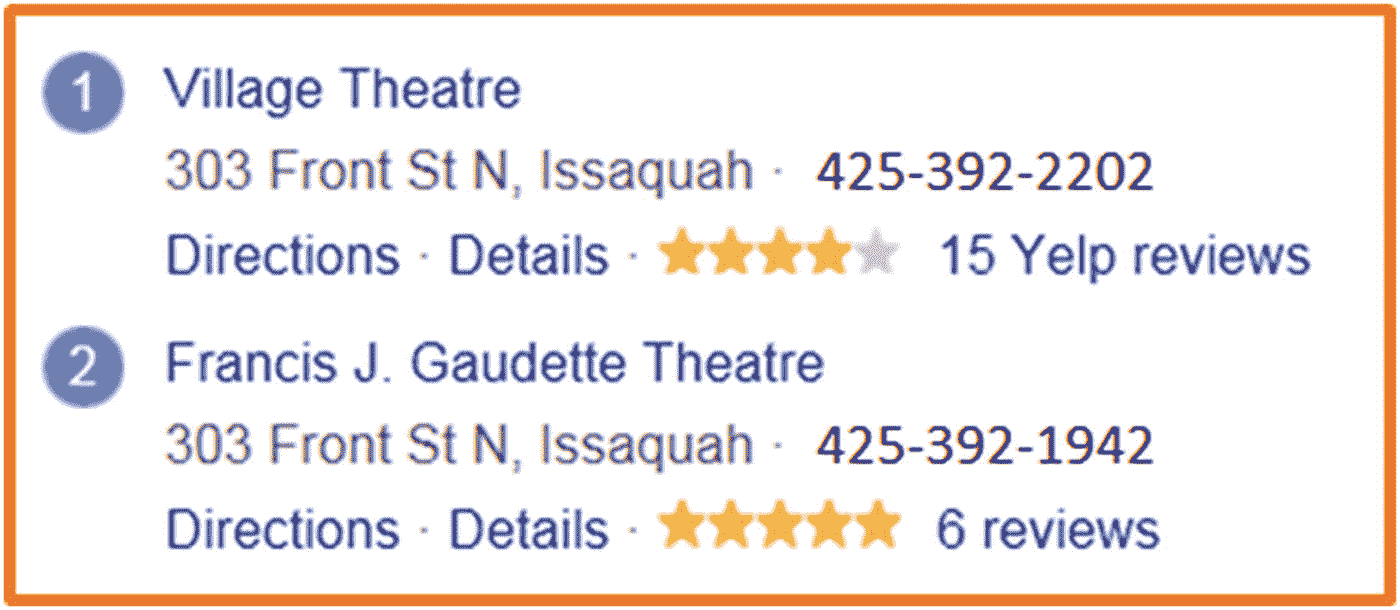 1 Village Theatre
303 Front St N, Issaquah · 425-392-2202
Directions · Details · 15 Yelp reviews
2 Francis J. Gaudette Theatre
303 Front St N, Issaquah · 425-392-1942
Directions · Details · 6 reviews